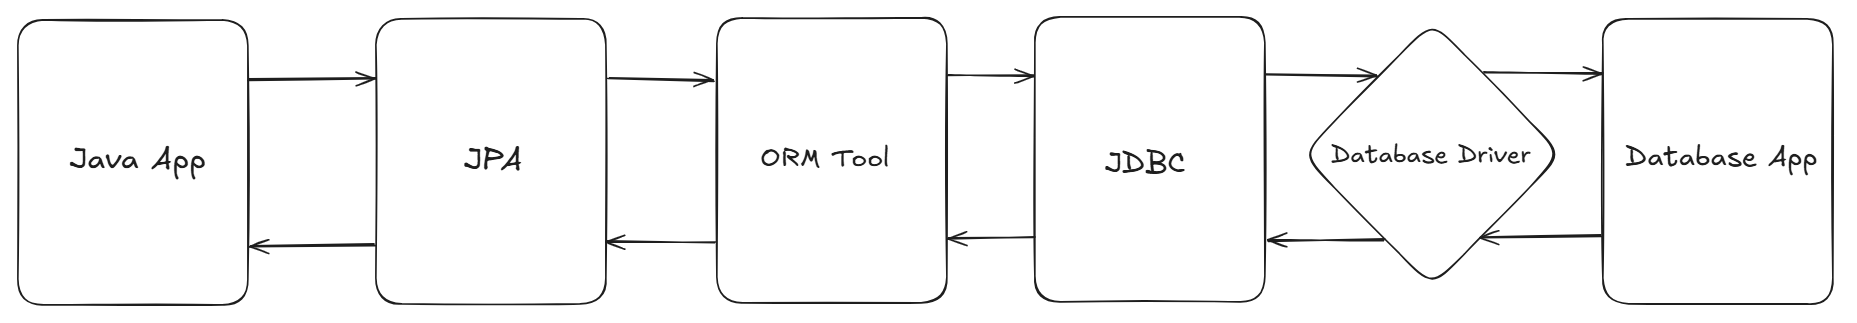 Java App
JPA
ORM Tool
JDBC
Database Driver
Database App